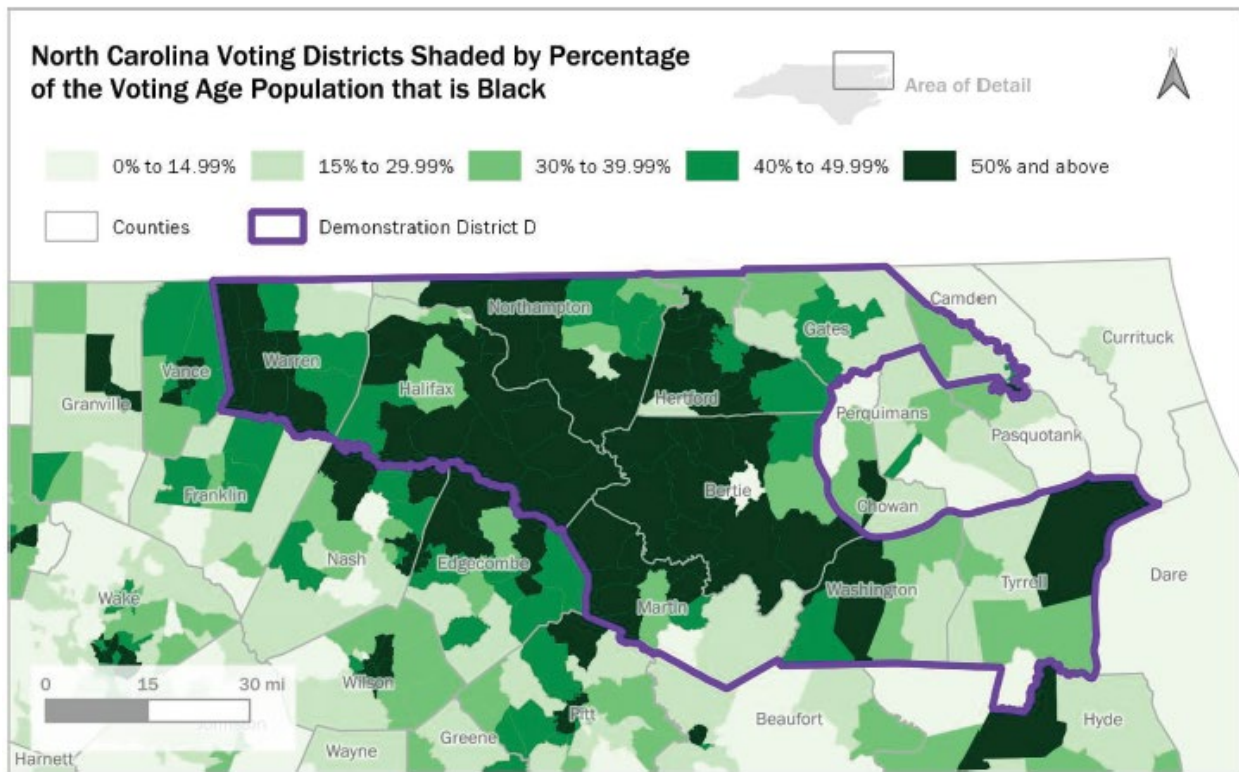 North Carolina Voting Districts Shaded by Percentage
of the Voting Age Population that is Black
Area of Detail
N
0% to 14.99%
15% to 29.99%
30% to 39.99%
40% to 49.99%
50% and above
Counties
Demonstration District D
Northampton
Camden
Gates
Currituck
Warren
Vance
Halifax
Hertford
Granville
Perquimans
Pasquotank
Franklin
Bertie
Chowan
Nash
Edgecombe
Tyrrell
Dare
Washington
Martin
Wake
0 15 30 mi
Wilson
Johnston
Pitt
Beaufort
Hyde
Greene
Wayne
Harnett